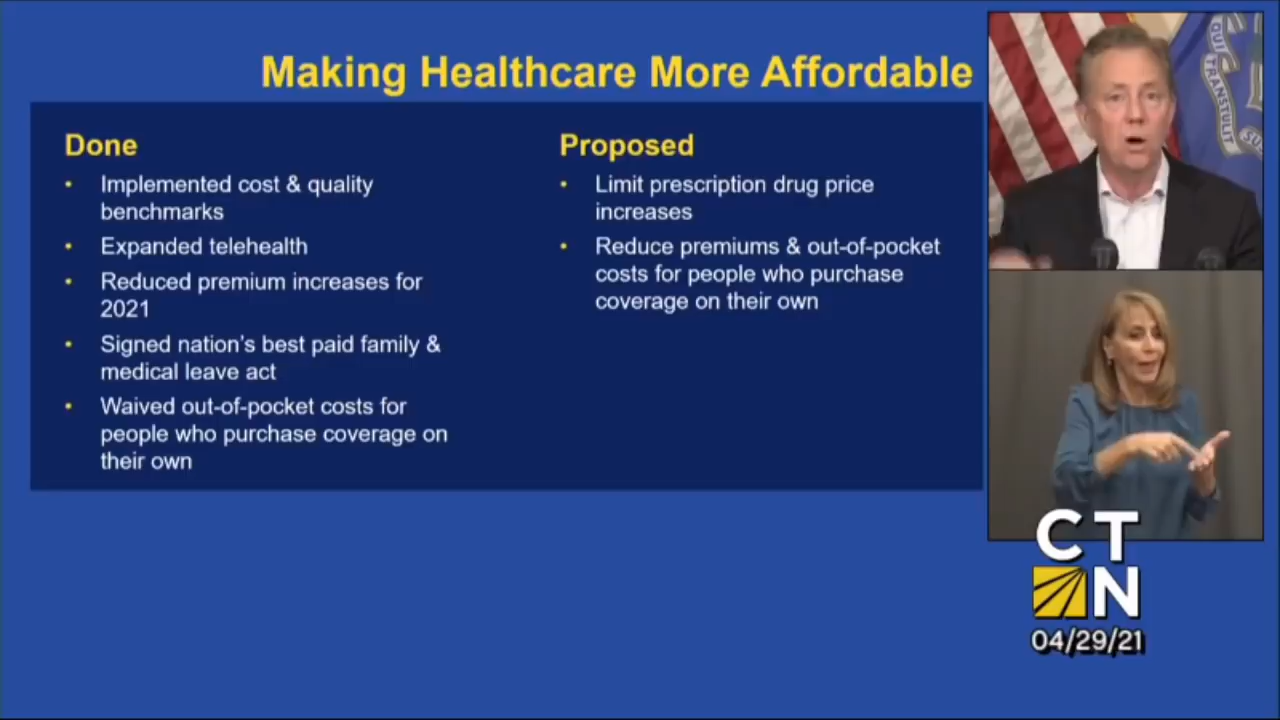 Making Healthcare More Affordable
Done
• Implemented cost & quality
benchmarks
• Expanded telehealth
• Reduced premium increases for
2021
• Signed nation's best paid family &
medical leave act
• Waived out-of-pocket costs for
people who purchase coverage on
their own
Proposed
• Limit prescription drug price
increases
• Reduce premiums & out-of-pocket
costs for people who purchase
coverage on their own
QUI
TRANSTULIT
SUS
CT
N
04/29/21